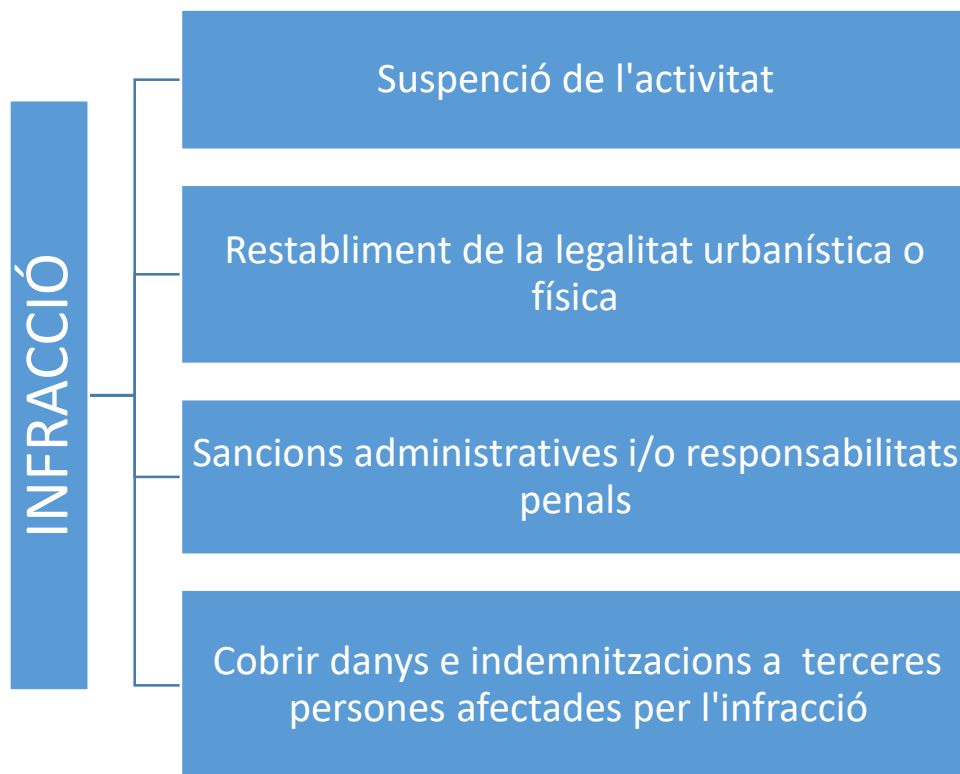 INFRACCIÓ
Suspenció de l'activitat
Restabliment de la legalitat urbanística o
física
Sancions administratives i/o responsabilitats
penals
Cobrir danys e indemnitzacions a  terceres
persones afectades per l'infracció